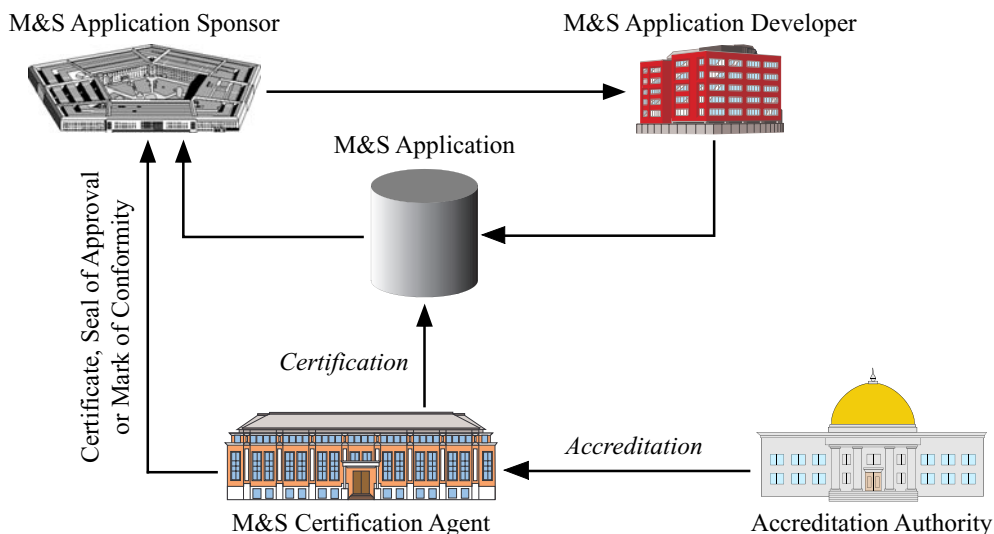 M&S Application Sponsor
M&S Application Developer
M&S Application
Certificate, Seal of Approval
or Mark of Conformity
Certification
Accreditation
M&S Certification Agent
Accreditation Authority